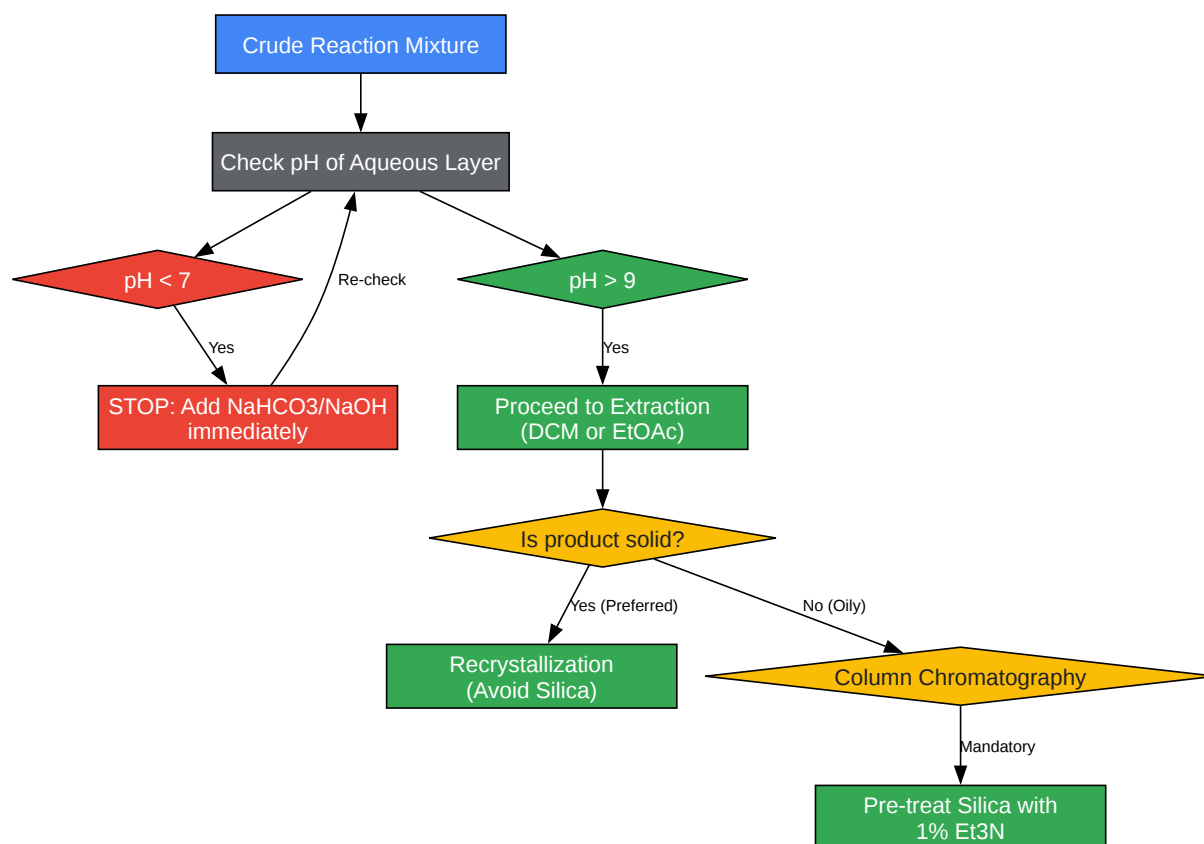 Crude Reaction Mixture
Check pH of Aqueous Layer
pH < 7
Re-check
pH > 9
Yes
Yes
STOP: Add NaHCO3/NaOH
immediately
Proceed to Extraction
(DCM or EtOAc)
Is product solid?
Yes (Preferred)
No (Oily)
Recrystallization
(Avoid Silica)
Column Chromatography
Mandatory
Pre-treat Silica with
1% Et3N